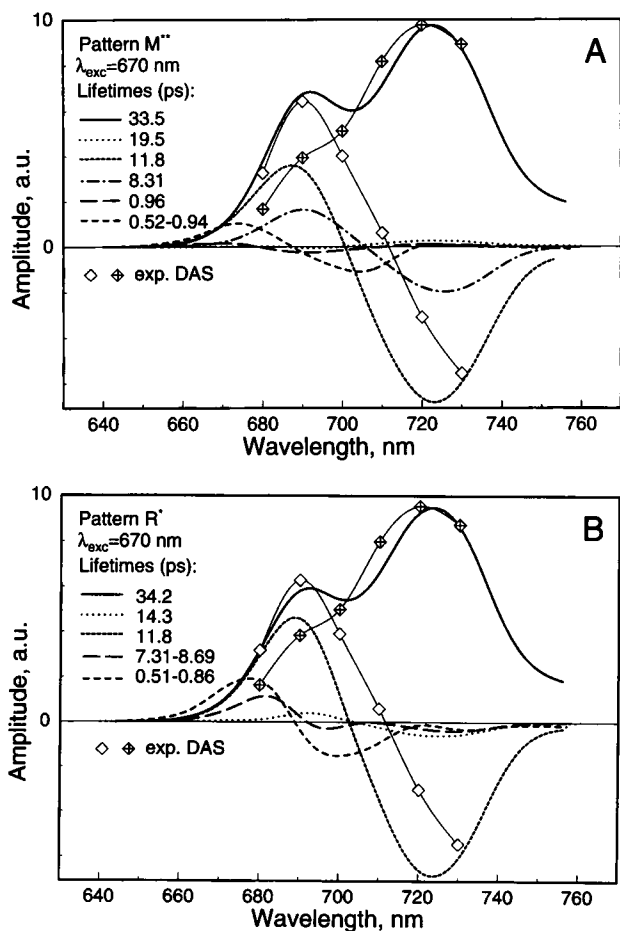 10
A
Pattern M**
λexc=670 nm
Lifetimes (ps):
33.5
19.5
11.8
8.31
0.96
0.52-0.94
Amplitude, a.u.
0
◇ exp. DAS
640 660 680 700 720 740 760
Wavelength, nm
10
B
Pattern R*
λexc=670 nm
Lifetimes (ps):
34.2
14.3
11.8
7.31-8.69
0.51-0.86
Amplitude, a.u.
0
exp. DAS
640 660 680 700 720 740 760
Wavelength, nm